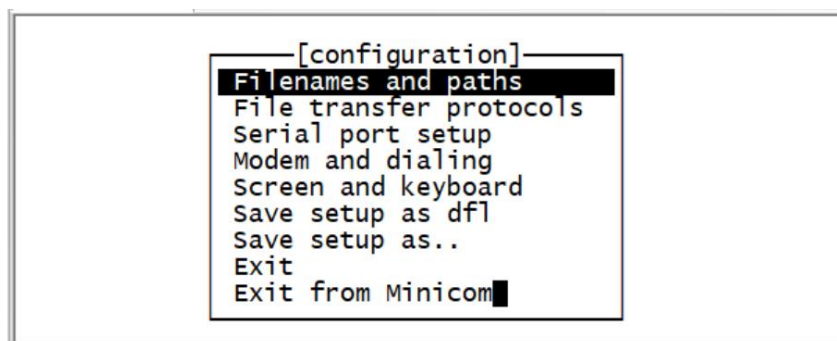 [configuration]
Filenames and paths
File transfer protocols
Serial port setup
Modem and dialing
Screen and keyboard
Save setup as dfl
Save setup as..
Exit
Exit from Minicom